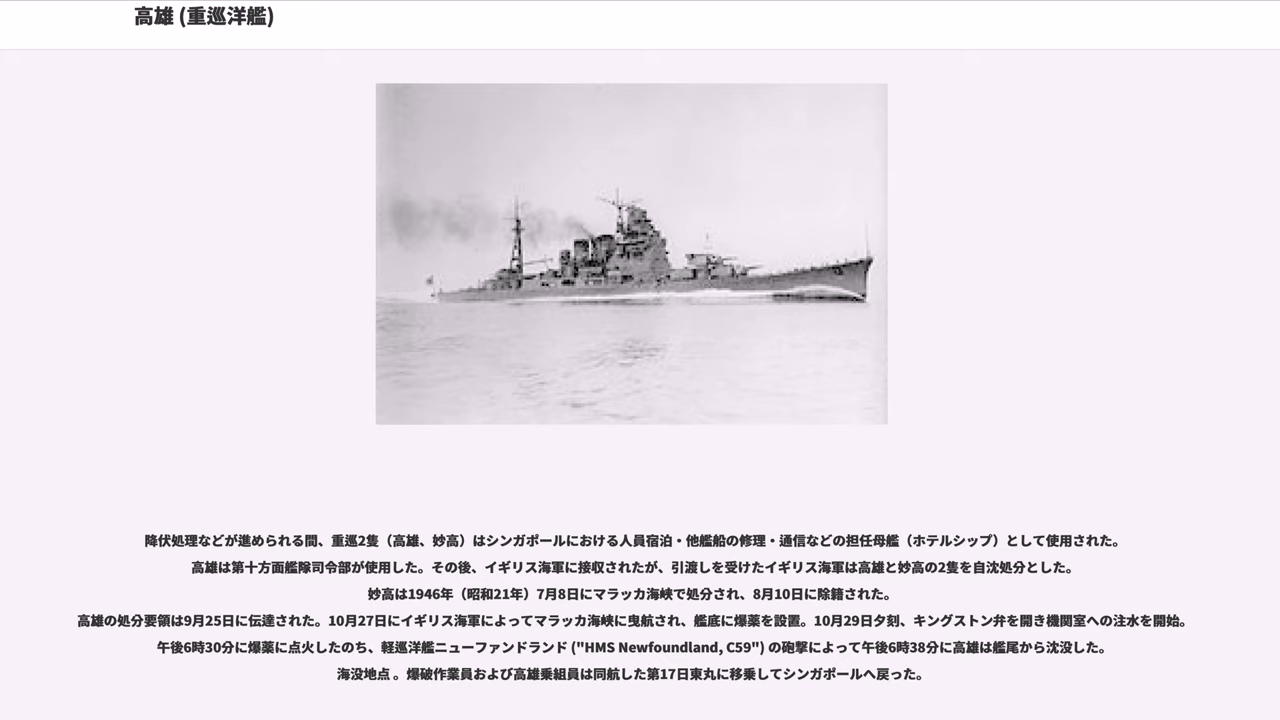 高雄 (重巡洋艦)
降伏処理などが進められる間、重巡2隻（高雄、妙高）はシンガポールにおける人員宿泊・他艦船の修理・通信などの担任母艦（ホテルシップ）として使用された。
高雄は第十方面艦隊司令部が使用した。その後、イギリス海軍に接収されたが、引渡しを受けたイギリス海軍は高雄と妙高の2隻を自沈処分とした。
妙高は1946年（昭和21年）7月8日にマラッカ海峡で処分され、8月10日に除籍された。
高雄の処分要領は9月25日に伝達された。10月27日にイギリス海軍によってマラッカ海峡に曳航され、艦底に爆薬を設置。10月29日夕刻、キングストン弁を開き機関室への注水を開始。
午後6時30分に爆薬に点火したのち、軽巡洋艦ニューファンドランド ("HMS Newfoundland, C59") の砲撃によって午後6時38分に高雄は艦尾から沈没した。
海没地点 。爆破作業員および高雄乗組員は同航した第17日東丸に移乗してシンガポールへ戻った。